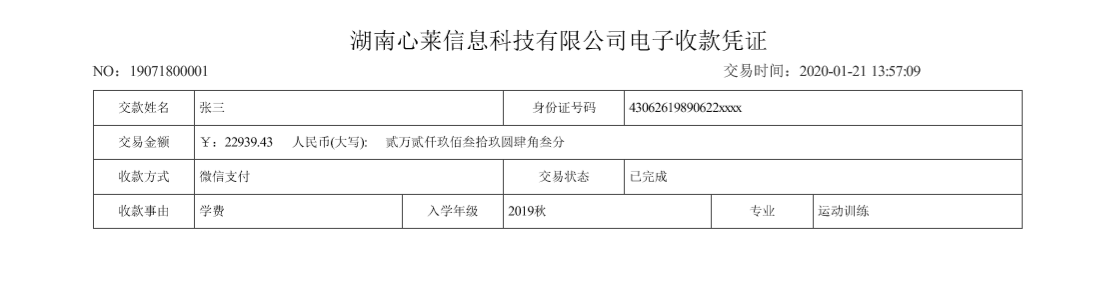 湖南心莱信息科技有限公司电子收款凭证
NO：19071800001 交易时间：2020-01-21 13:57:09
交款姓名 张三 身份证号码 43062619890622xxxx
交易金额 ￥：22939.43 人民币(大写): 贰万贰仟玖佰叁拾玖圆肆角叁分
收款方式 微信支付 交易状态 已完成
收款事由 学费 入学年级 2019秋 专业 运动训练